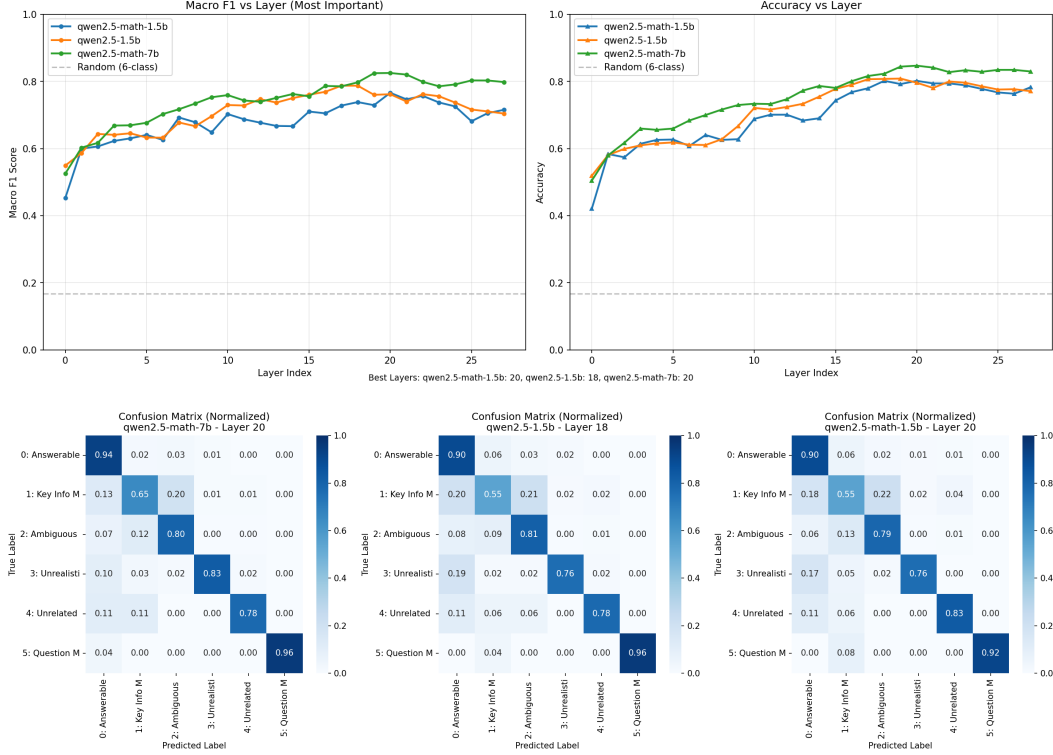 Macro F1 vs Layer (Most Important)
qwen2.5-math-1.5b
qwen2.5-1.5b
qwen2.5-math-7b
Random (6-class)
1.0
0.8
0.6
0.4
0.2
0.0
Macro F1 Score
0 5 10 15 20 25
Layer Index
Accuracy vs Layer
qwen2.5-math-1.5b
qwen2.5-1.5b
qwen2.5-math-7b
Random (6-class)
1.0
0.8
0.6
0.4
0.2
0.0
Accuracy
0 5 10 15 20 25
Layer Index
Best Layers: qwen2.5-math-1.5b: 20, qwen2.5-1.5b: 18, qwen2.5-math-7b: 20
Confusion Matrix (Normalized)
qwen2.5-math-7b - Layer 20
True Label
0: Answerable 0.94 0.02 0.03 0.01 0.00 0.00
1: Key Info M 0.13 0.65 0.20 0.01 0.01 0.00
2: Ambiguous 0.07 0.12 0.80 0.00 0.00 0.00
3: Unrealisti 0.10 0.03 0.02 0.83 0.02 0.00
4: Unrelated 0.11 0.11 0.00 0.00 0.78 0.00
5: Question M 0.04 0.00 0.00 0.00 0.00 0.96
0: Answerable
1: Key Info M
2: Ambiguous
3: Unrealisti
4: Unrelated
5: Question M
Predicted Label
1.0
0.8
0.6
0.4
0.2
0.0
Confusion Matrix (Normalized)
qwen2.5-1.5b - Layer 18
True Label
0: Answerable 0.90 0.06 0.03 0.01 0.00 0.00
1: Key Info M 0.20 0.55 0.21 0.02 0.02 0.00
2: Ambiguous 0.08 0.09 0.81 0.00 0.01 0.00
3: Unrealisti 0.19 0.02 0.02 0.76 0.02 0.00
4: Unrelated 0.11 0.06 0.06 0.00 0.78 0.00
5: Question M 0.00 0.04 0.00 0.00 0.00 0.96
0: Answerable
1: Key Info M
2: Ambiguous
3: Unrealisti
4: Unrelated
5: Question M
Predicted Label
1.0
0.8
0.6
0.4
0.2
0.0
Confusion Matrix (Normalized)
qwen2.5-math-1.5b - Layer 20
True Label
0: Answerable 0.90 0.06 0.02 0.01 0.00 0.00
1: Key Info M 0.18 0.55 0.22 0.02 0.04 0.00
2: Ambiguous 0.06 0.13 0.79 0.00 0.01 0.00
3: Unrealisti 0.17 0.05 0.02 0.76 0.00 0.00
4: Unrelated 0.11 0.06 0.00 0.00 0.83 0.00
5: Question M 0.00 0.08 0.00 0.00 0.00 0.92
0: Answerable
1: Key Info M
2: Ambiguous
3: Unrealisti
4: Unrelated
5: Question M
Predicted Label
1.0
0.8
0.6
0.4
0.2
0.0